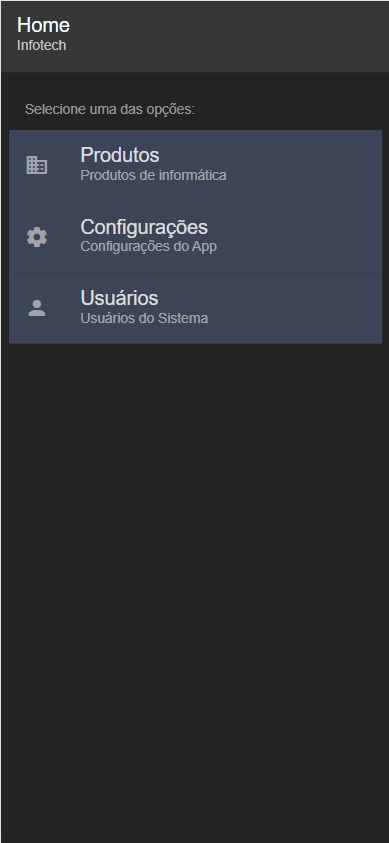 Home
Infotech
Selecione uma das opções:
Produtos
Produtos de informática
Configurações
Configurações do App
Usuários
Usuários do Sistema